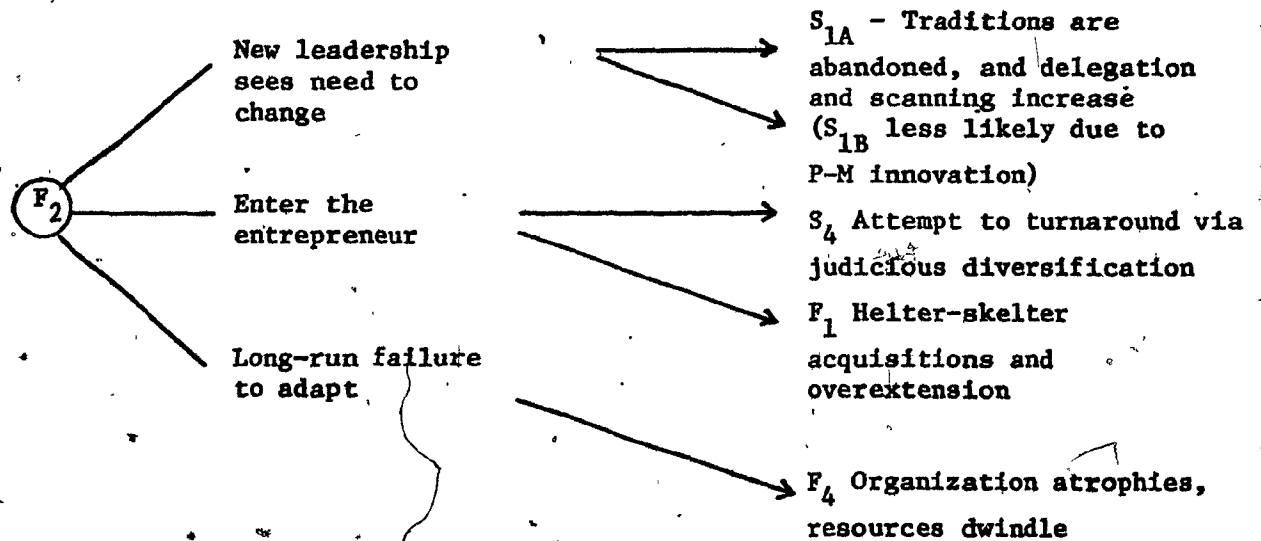 F2
New leadership
sees need to
change
S1A - Traditions are
abandoned, and delegation
and scanning increase
(S1B less likely due to
P-M innovation)
Enter the
entrepreneur
S4 Attempt to turnaround via
judicious diversification
F1 Helter-skelter
acquisitions and
overextension
Long-run failure
to adapt
F4 Organization atrophies,
resources dwindle